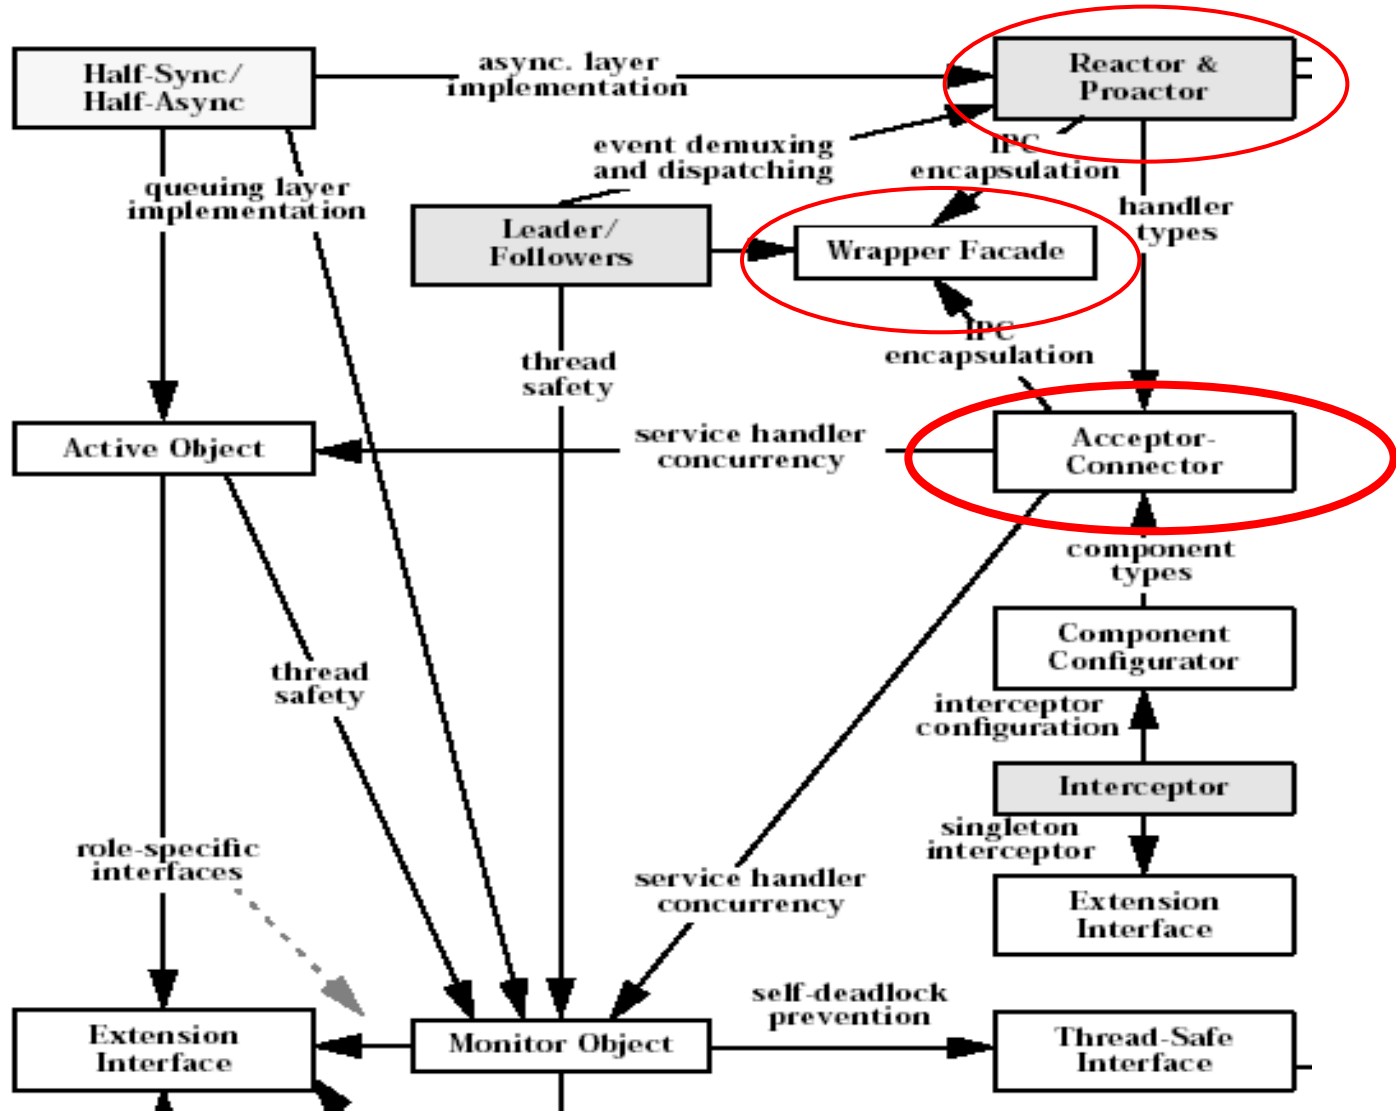 Half-Sync/
Half-Async
async. layer
implementation
Reactor &
Proactor
event demuxing
and dispatching
IPC
encapsulation
queuing layer
implementation
handler
types
Leader/
Followers
Wrapper Facade
IPC
encapsulation
thread
safety
Active Object
service handler
concurrency
Acceptor-
Connector
component
types
Component
Configurator
thread
safety
interceptor
configuration
Interceptor
singleton
interceptor
role-specific
interfaces
service handler
concurrency
Extension
Interface
self-deadlock
prevention
Extension
Interface
Monitor Object
Thread-Safe
Interface